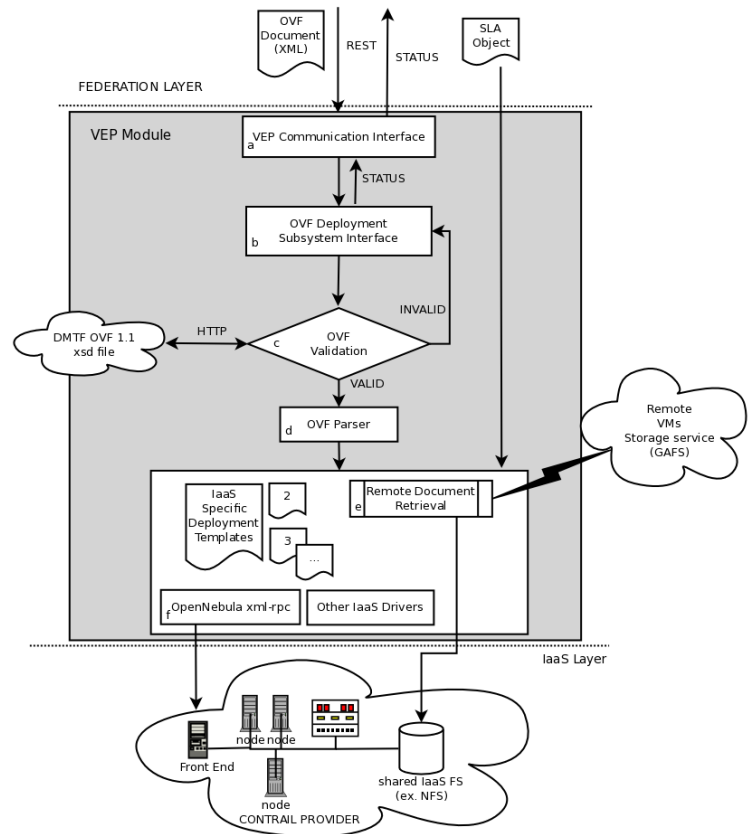 OVF
Document
(XML)
REST
STATUS
SLA
Object
FEDERATION LAYER
VEP Module
VEP Communication Interface
a
STATUS
OVF Deployment
Subsystem Interface
b
INVALID
HTTP
DMTF OVF 1.1
xsd file
c
OVF
Validation
VALID
OVF Parser
d
Remote
VMs
Storage service
(GAFS)
IaaS
Specific
Deployment
Templates
2
3
...
Remote Document
Retrieval
e
f
OpenNebula xml-rpc
Other IaaS Drivers
IaaS Layer
node
node
Front End
node
shared IaaS FS
(ex. NFS)
CONTRAIL PROVIDER